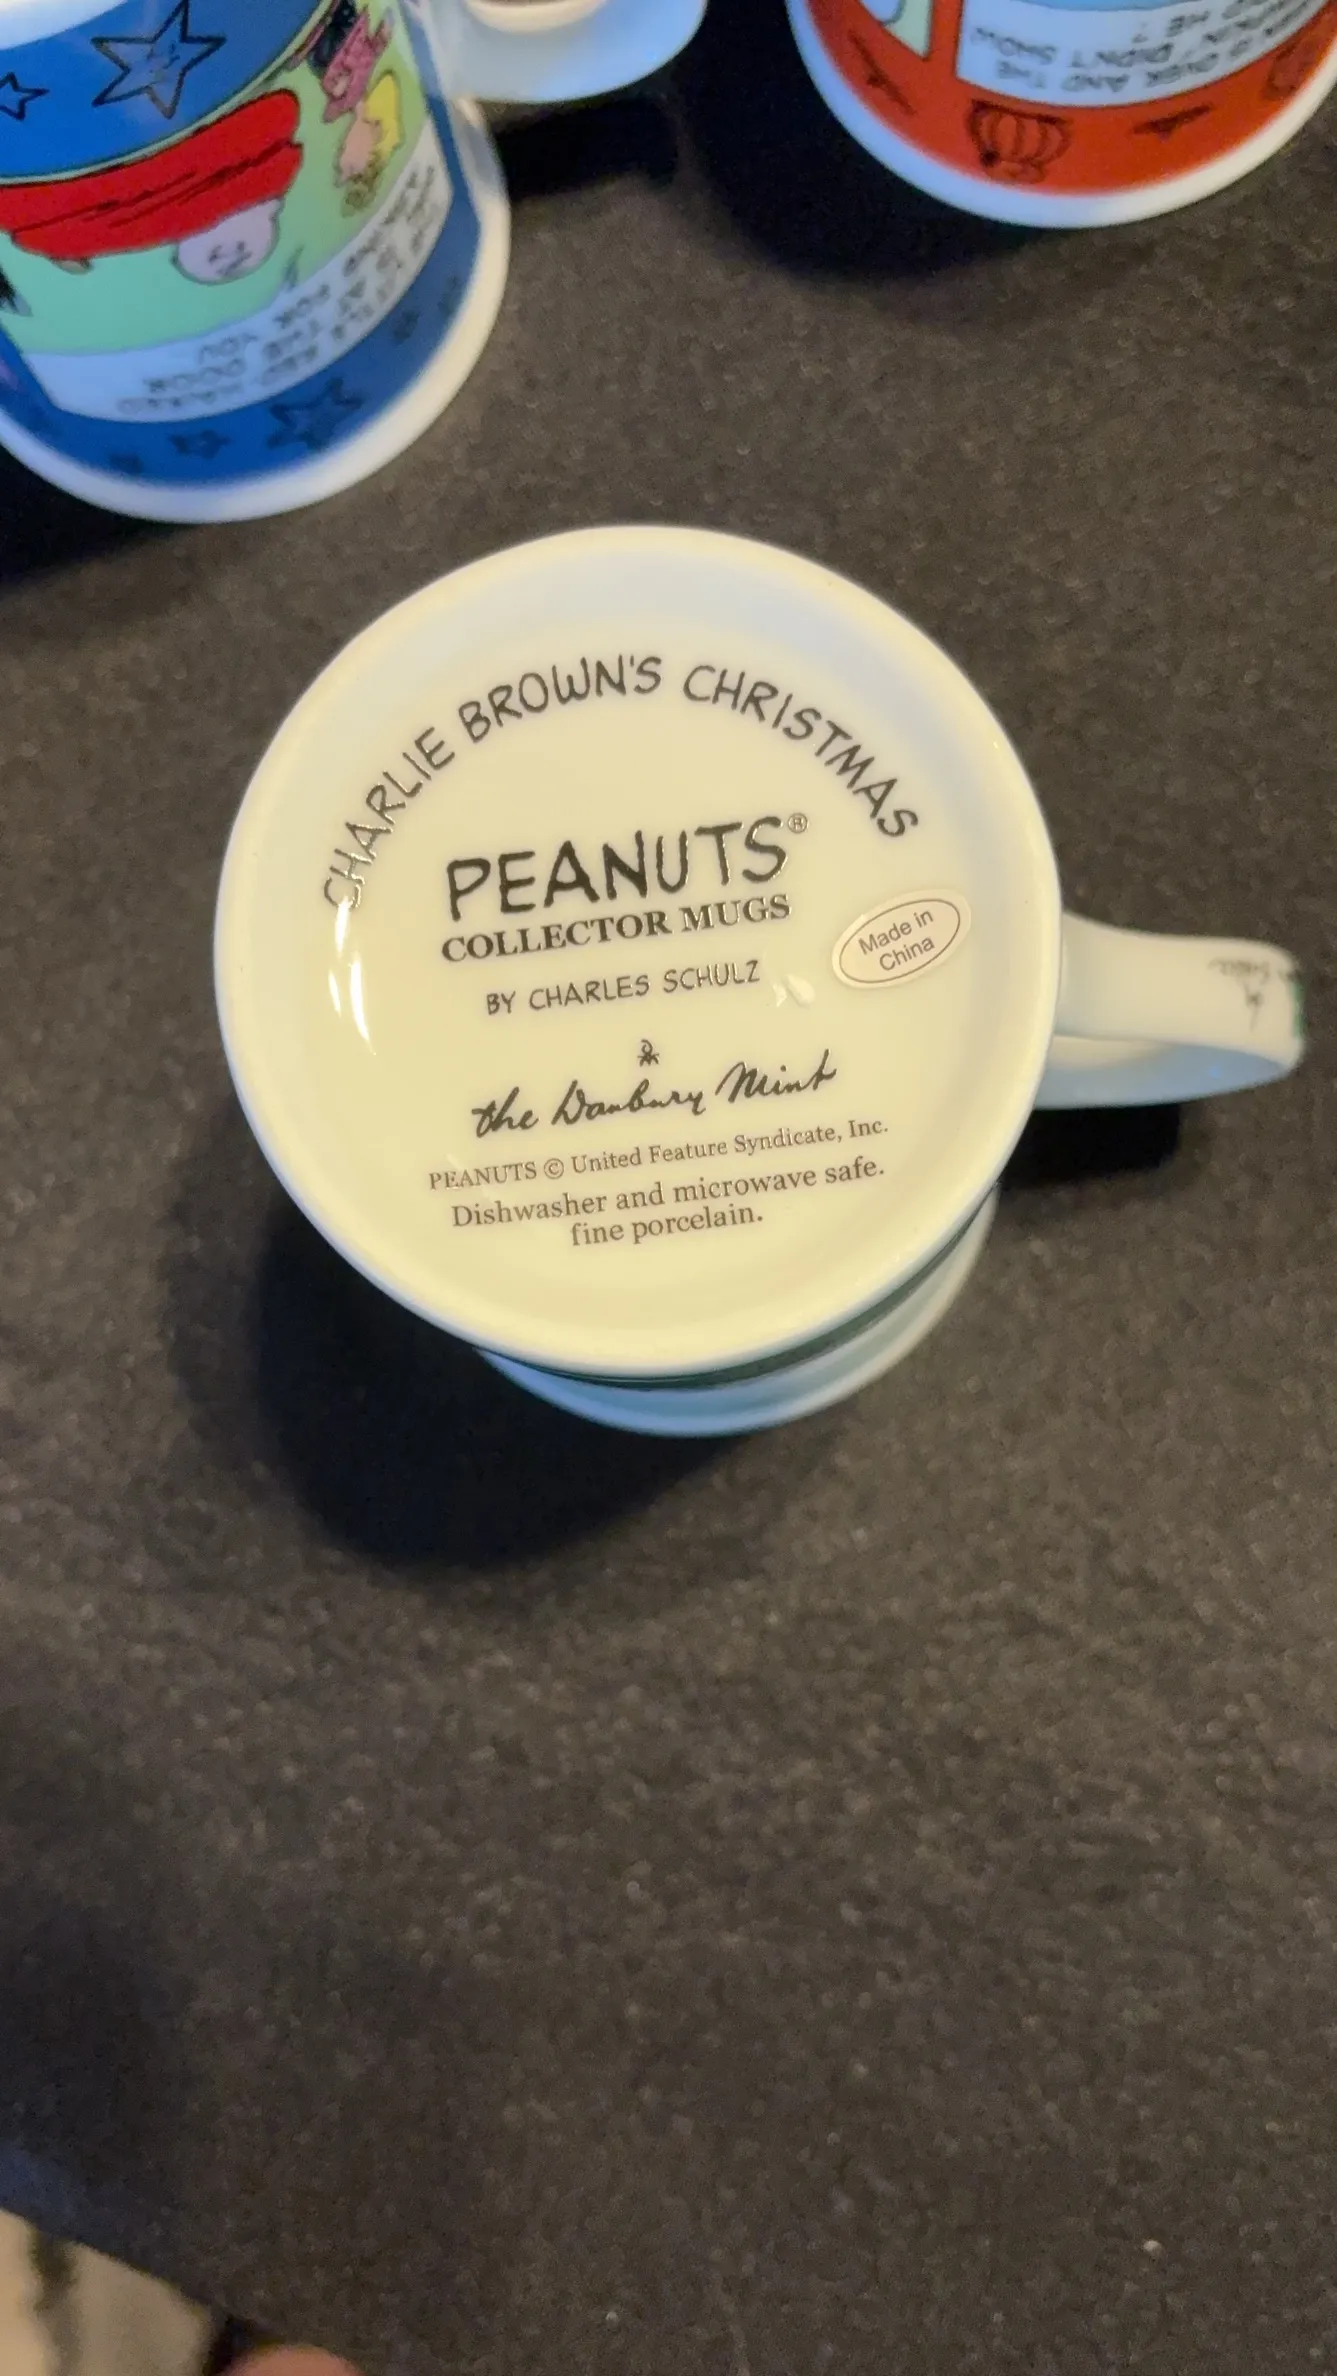 CHARLIE BROWN'S CHRISTMAS
PEANUTS®
COLLECTOR MUGS
BY CHARLES SCHULZ
Made in
China
the Danbury Mint
PEANUTS © United Feature Syndicate, Inc.
Dishwasher and microwave safe.
fine porcelain.